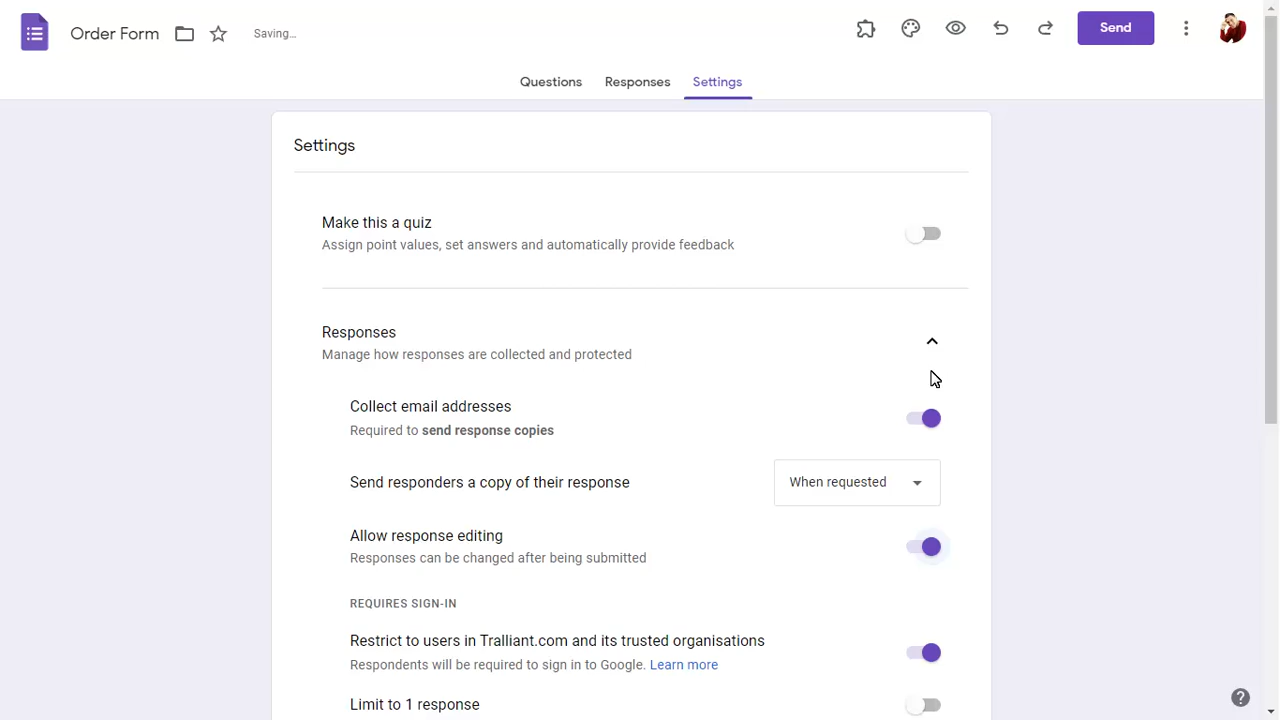 Order Form
Saving...
Send
Questions
Responses
Settings
Settings
Make this a quiz
Assign point values, set answers and automatically provide feedback
Responses
Manage how responses are collected and protected
Collect email addresses
Required to send response copies
Send responders a copy of their response
When requested
Allow response editing
Responses can be changed after being submitted
REQUIRES SIGN-IN
Restrict to users in Tralliant.com and its trusted organisations
Respondents will be required to sign in to Google. Learn more
Limit to 1 response